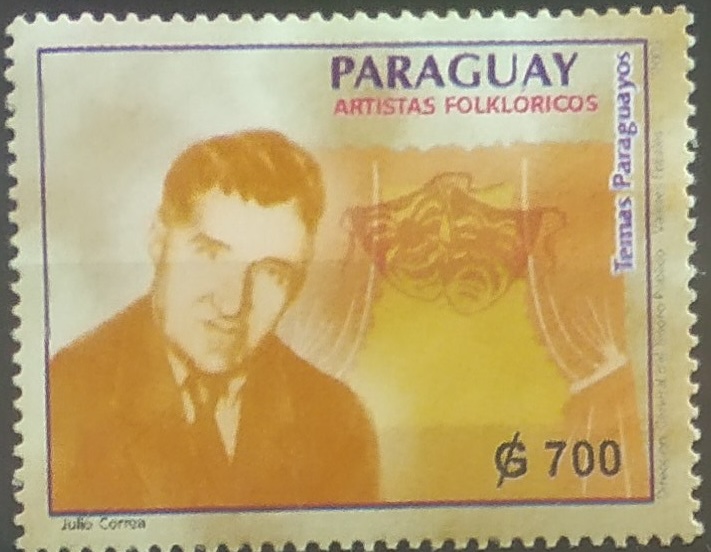 PARAGUAY
ARTISTAS FOLKLORICOS
Temas Paraguayos
₲ 700
Julio Correa